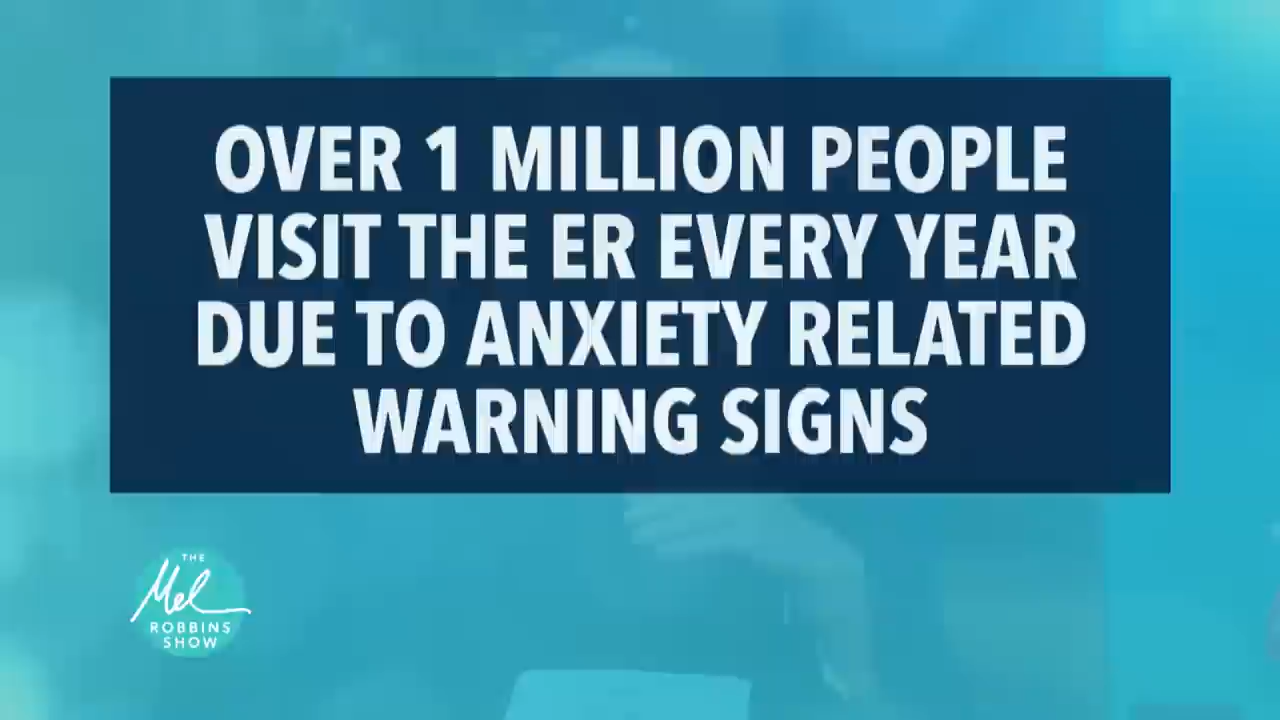 OVER 1 MILLION PEOPLE
VISIT THE ER EVERY YEAR
DUE TO ANXIETY RELATED
WARNING SIGNS
THE
Mel
ROBBINS
SHOW